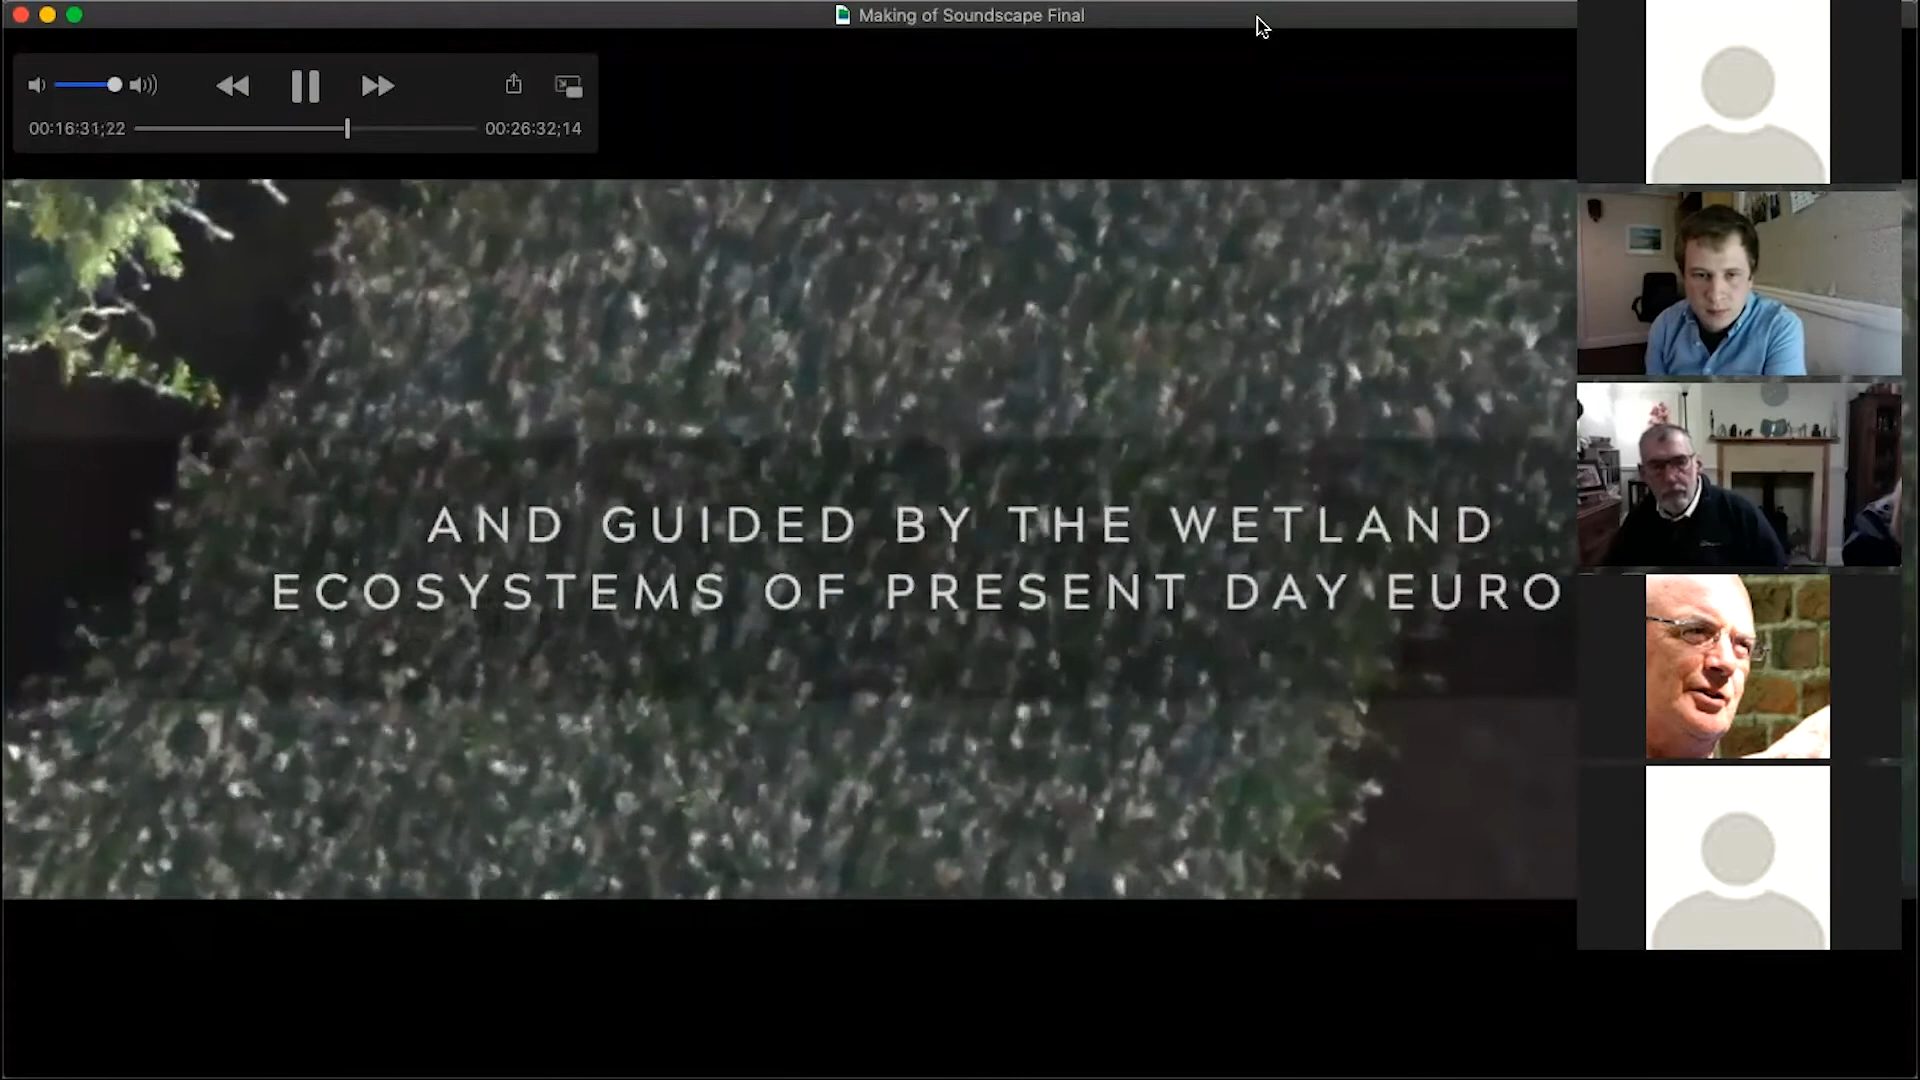 Making of Soundscape Final
00:16:31;22
00:26:32;14
AND GUIDED BY THE WETLAND
ECOSYSTEMS OF PRESENT DAY EURO